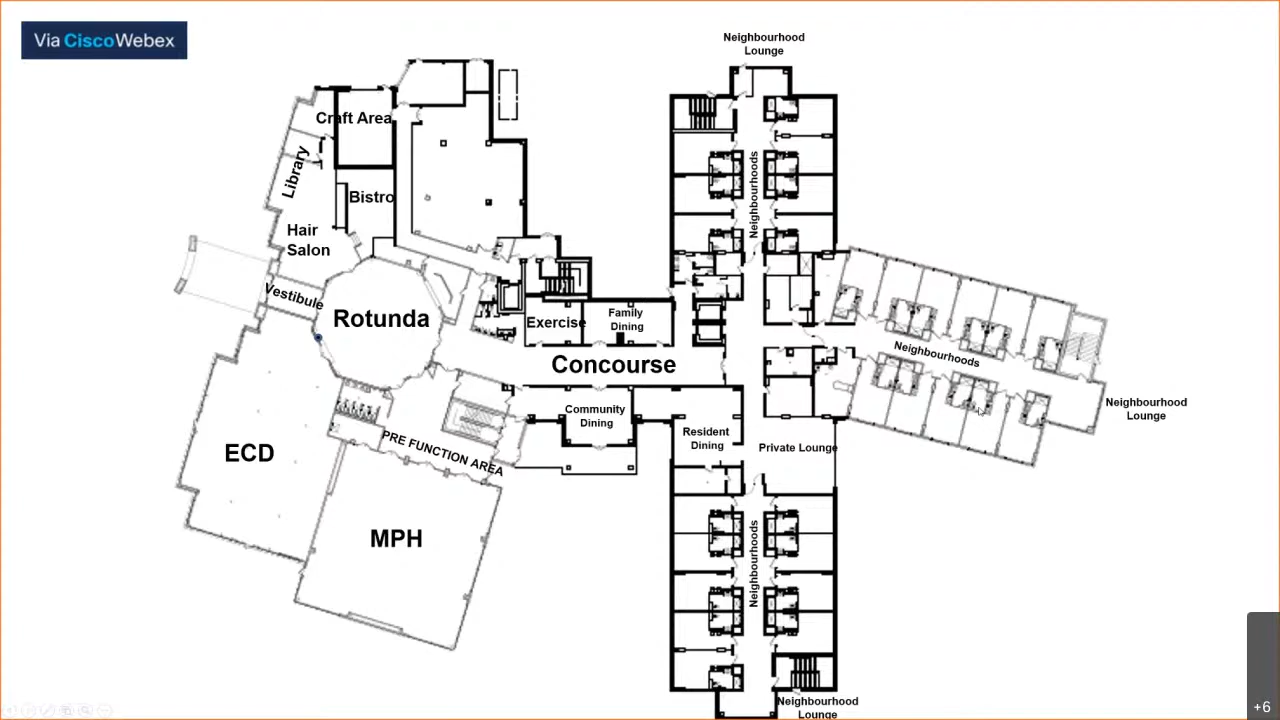 Via CiscoWebex
Neighbourhood
Lounge
Craft Area
Library
Bistro
Hair
Salon
Neighbourhoods
Vestibule
Rotunda
Exercise
Family
Dining
Concourse
Neighbourhoods
Neighbourhood
Lounge
Community
Dining
Resident
Dining
Private Lounge
ECD
PRE FUNCTION AREA
MPH
Neighbourhoods
Neighbourhood
Lounge
+6